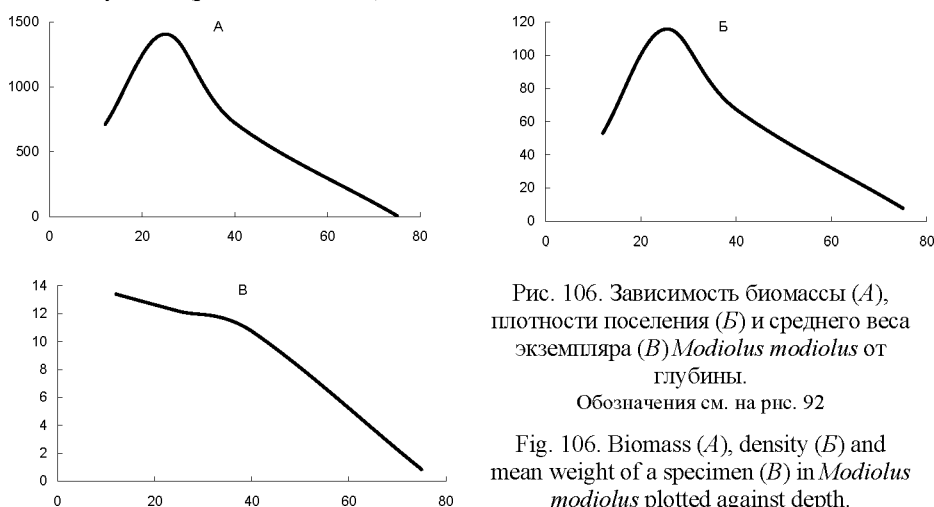 1500
А
1000
500
0
0 20 40 60 80
120
Б
100
80
60
40
20
0
0 20 40 60 80
14
В
12
10
8
6
4
2
0
0 20 40 60 80
Рис. 106. Зависимость биомассы (А),
плотности поселения (Б) и среднего веса
экземпляра (В) Modiolus modiolus от
глубины.
Обозначения см. на рис. 92
Fig. 106. Biomass (А), density (Б) and
mean weight of a specimen (В) in Modiolus
modiolus plotted against depth.